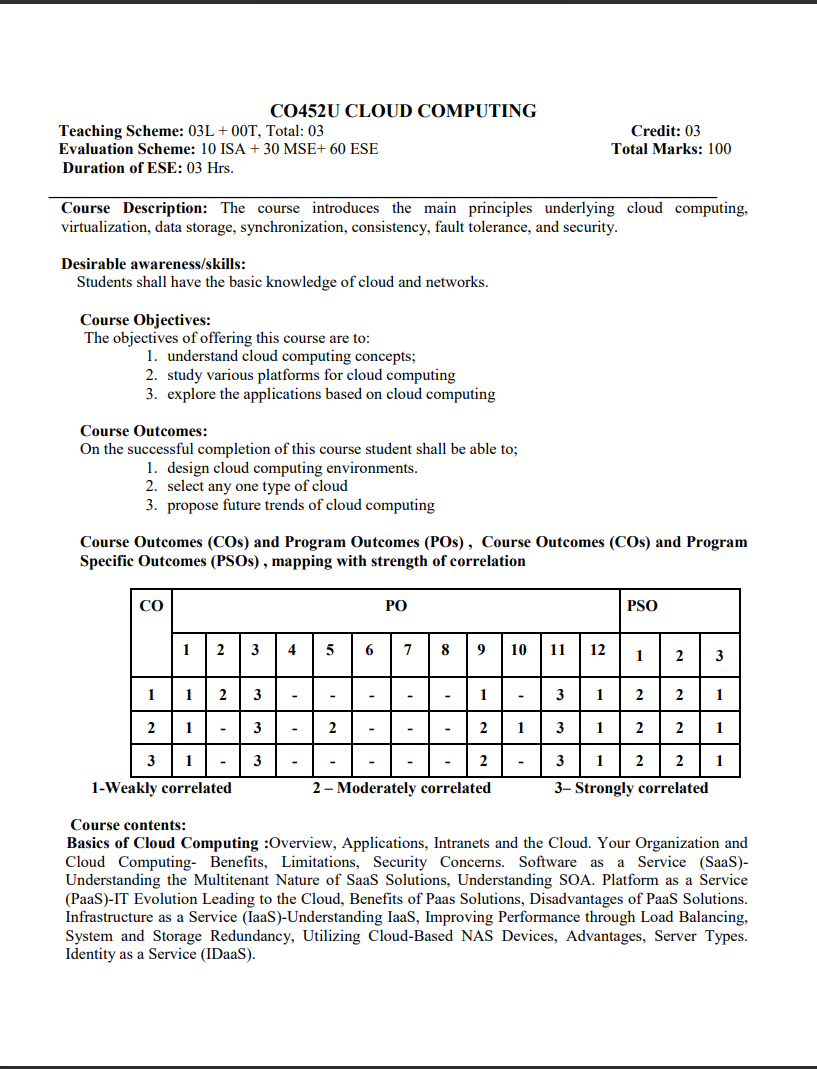 CO452U CLOUD COMPUTING
Teaching Scheme: 03L + 00T, Total: 03 Credit: 03
Evaluation Scheme: 10 ISA + 30 MSE+ 60 ESE Total Marks: 100
Duration of ESE: 03 Hrs.
Course Description: The course introduces the main principles underlying cloud computing,
virtualization, data storage, synchronization, consistency, fault tolerance, and security.
Desirable awareness/skills:
Students shall have the basic knowledge of cloud and networks.
Course Objectives:
The objectives of offering this course are to:
1. understand cloud computing concepts;
2. study various platforms for cloud computing
3. explore the applications based on cloud computing
Course Outcomes:
On the successful completion of this course student shall be able to;
1. design cloud computing environments.
2. select any one type of cloud
3. propose future trends of cloud computing
Course Outcomes (COs) and Program Outcomes (POs) , Course Outcomes (COs) and Program
Specific Outcomes (PSOs) , mapping with strength of correlation
CO PO PSO
1 2 3 4 5 6 7 8 9 10 11 12 1 2 3
1 1 2 3 - - - - - 1 - 3 1 2 2 1
2 1 - 3 - 2 - - - 2 1 3 1 2 2 1
3 1 - 3 - - - - - 2 - 3 1 2 2 1
1-Weakly correlated 2 – Moderately correlated 3– Strongly correlated
Course contents:
Basics of Cloud Computing :Overview, Applications, Intranets and the Cloud. Your Organization and
Cloud Computing- Benefits, Limitations, Security Concerns. Software as a Service (SaaS)-
Understanding the Multitenant Nature of SaaS Solutions, Understanding SOA. Platform as a Service
(PaaS)-IT Evolution Leading to the Cloud, Benefits of Paas Solutions, Disadvantages of PaaS Solutions.
Infrastructure as a Service (IaaS)-Understanding IaaS, Improving Performance through Load Balancing,
System and Storage Redundancy, Utilizing Cloud-Based NAS Devices, Advantages, Server Types.
Identity as a Service (IDaaS).